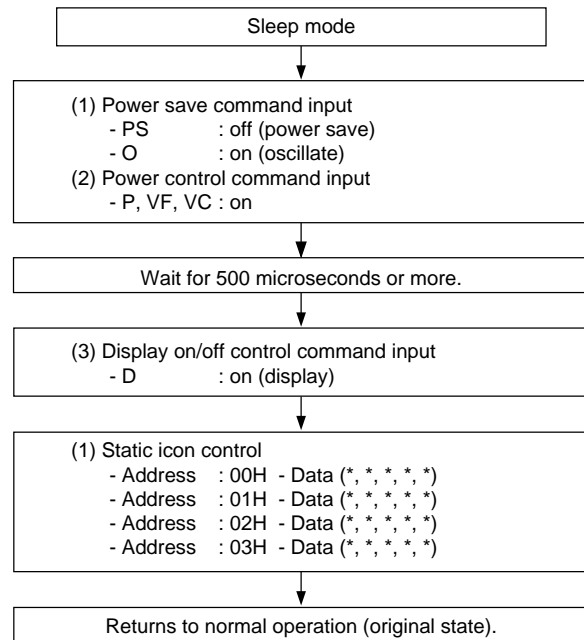 Sleep mode
(1) Power save command input
- PS : off (power save)
- O : on (oscillate)
(2) Power control command input
- P, VF, VC : on
Wait for 500 microseconds or more.
(3) Display on/off control command input
- D : on (display)
(1) Static icon control
- Address : 00H - Data (*, *, *, *, *)
- Address : 01H - Data (*, *, *, *, *)
- Address : 02H - Data (*, *, *, *, *)
- Address : 03H - Data (*, *, *, *, *)
Returns to normal operation (original state).